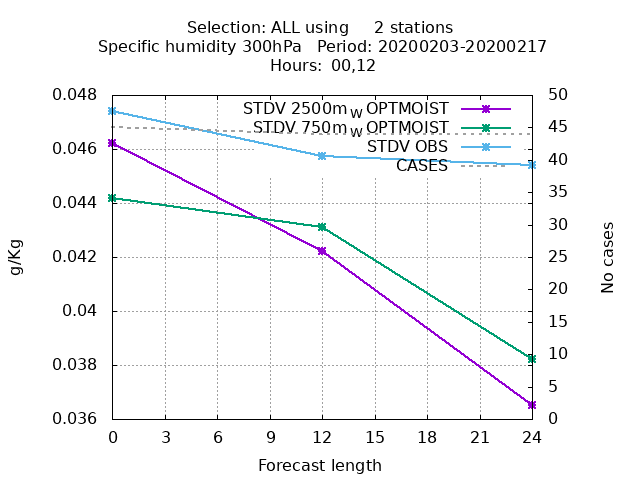 Selection: ALL using     2 stations
Specific humidity 300hPa   Period: 20200203-20200217
Hours: 00,12
0.048
0.046
0.044
0.042
0.04
0.038
0.036
g/Kg
STDV 2500m_W OPTMOIST
STDV 750m_W OPTMOIST
STDV OBS
CASES
50
45
40
35
30
25
20
15
10
5
0
No cases
0 3 6 9 12 15 18 21 24
Forecast length